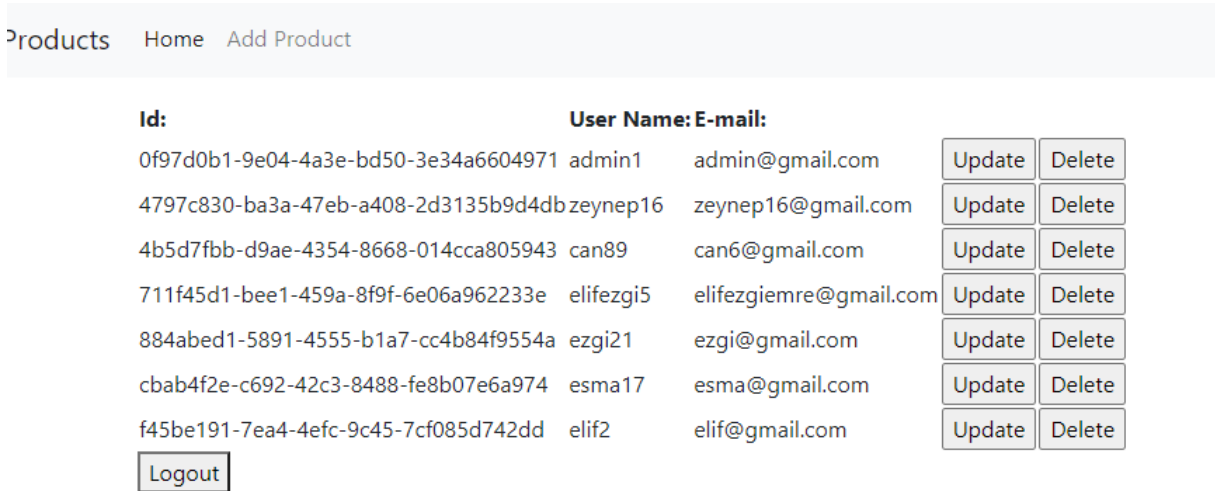 Products Home Add Product
Id: User Name: E-mail:
0f97d0b1-9e04-4a3e-bd50-3e34a6604971 admin1 admin@gmail.com Update Delete
4797c830-ba3a-47eb-a408-2d3135b9d4db zeynep16 zeynep16@gmail.com Update Delete
4b5d7fbb-d9ae-4354-8668-014cca805943 can89 can6@gmail.com Update Delete
711f45d1-bee1-459a-8f9f-6e06a962233e elifezgi5 elifezgiemre@gmail.com Update Delete
884abed1-5891-4555-b1a7-cc4b84f9554a ezgi21 ezgi@gmail.com Update Delete
cbab4f2e-c692-42c3-8488-fe8b07e6a974 esma17 esma@gmail.com Update Delete
f45be191-7ea4-4efc-9c45-7cf085d742dd elif2 elif@gmail.com Update Delete
Logout